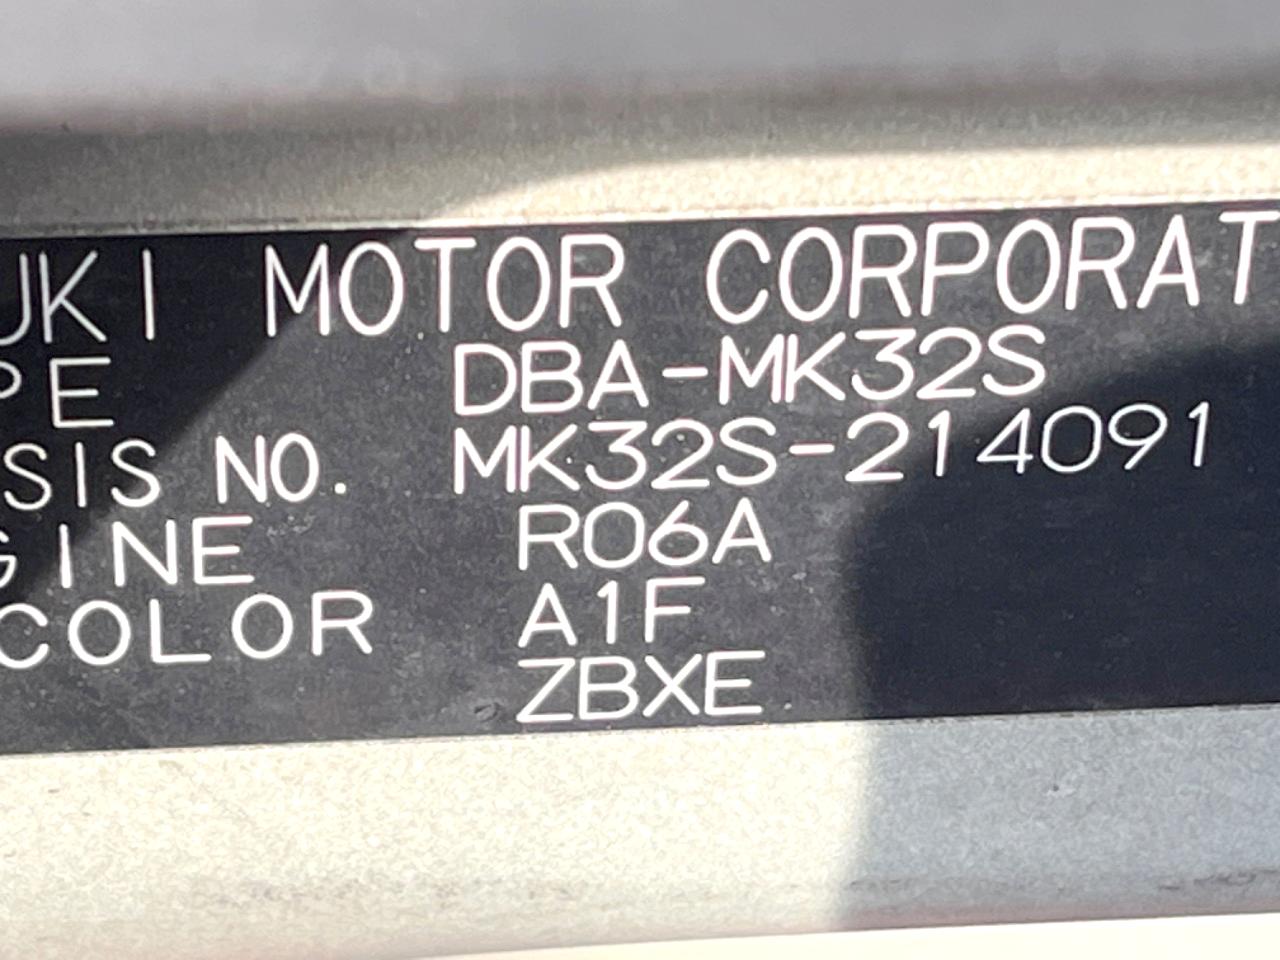 UKI MOTOR CORPORAT
PE DBA-MK32S
SIS NO. MK32S-214091
GINE R06A
COLOR A1F
ZBXE